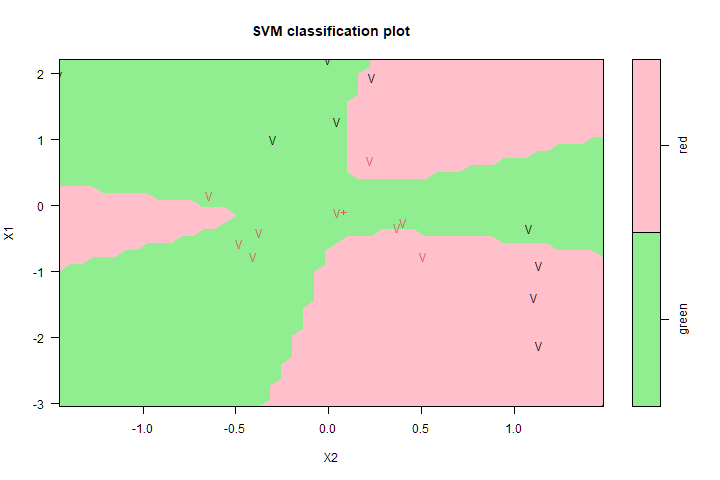 SVM classification plot
2
1
0
-1
-2
-3
X1
V
V
V
V
V
V
V
V+
V
V
V
V
V
V
V
V
V
V
V
-1.0
-0.5
0.0
0.5
1.0
X2
red
green